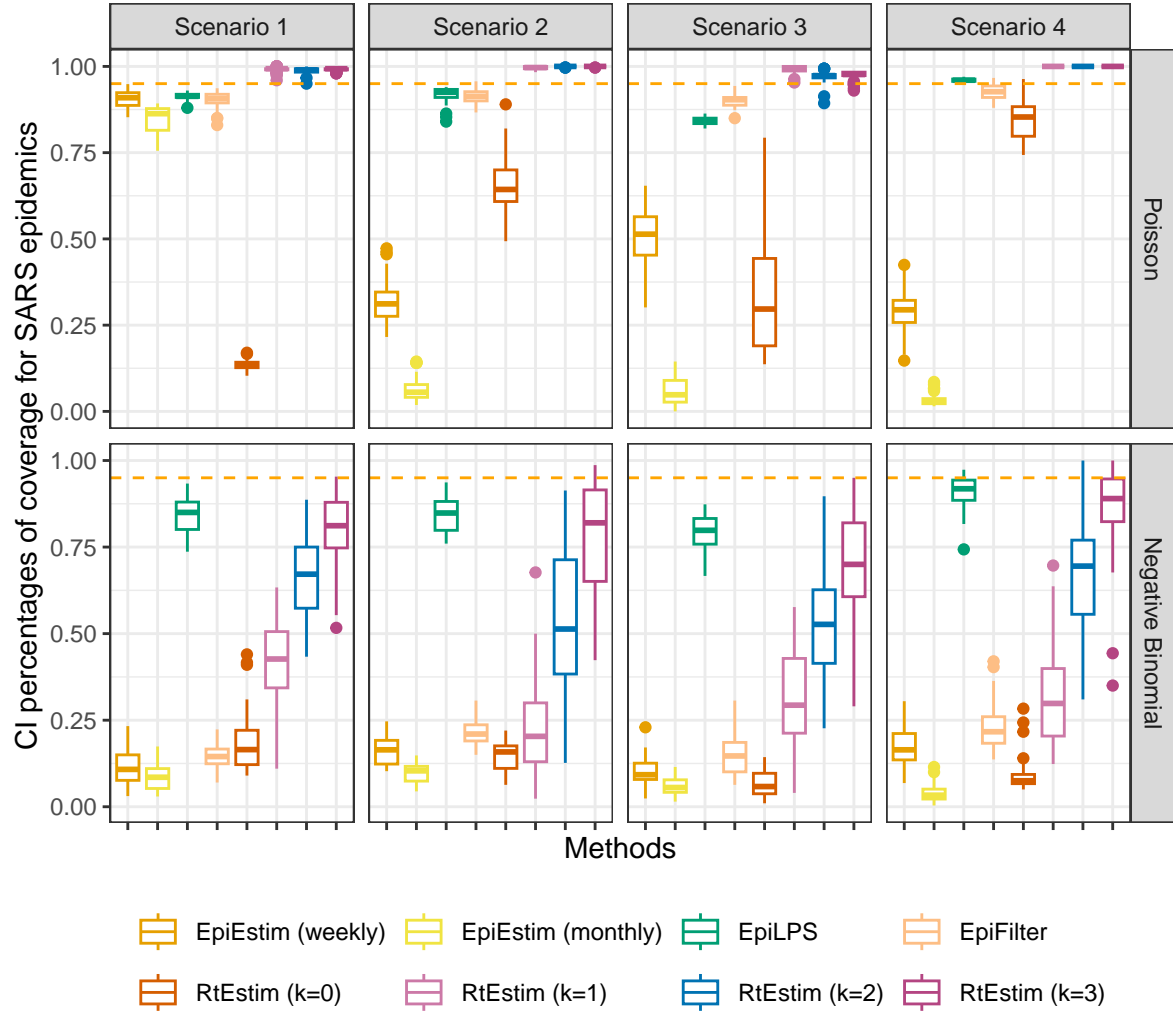 Scenario 1
Scenario 2
Scenario 3
Scenario 4
CI percentages of coverage for SARS epidemics
1.00
0.75
0.50
0.25
0.00
Poisson
1.00
0.75
0.50
0.25
0.00
Negative Binomial
Methods
EpiEstim (weekly)
EpiEstim (monthly)
EpiLPS
EpiFilter
RtEstim (k=0)
RtEstim (k=1)
RtEstim (k=2)
RtEstim (k=3)